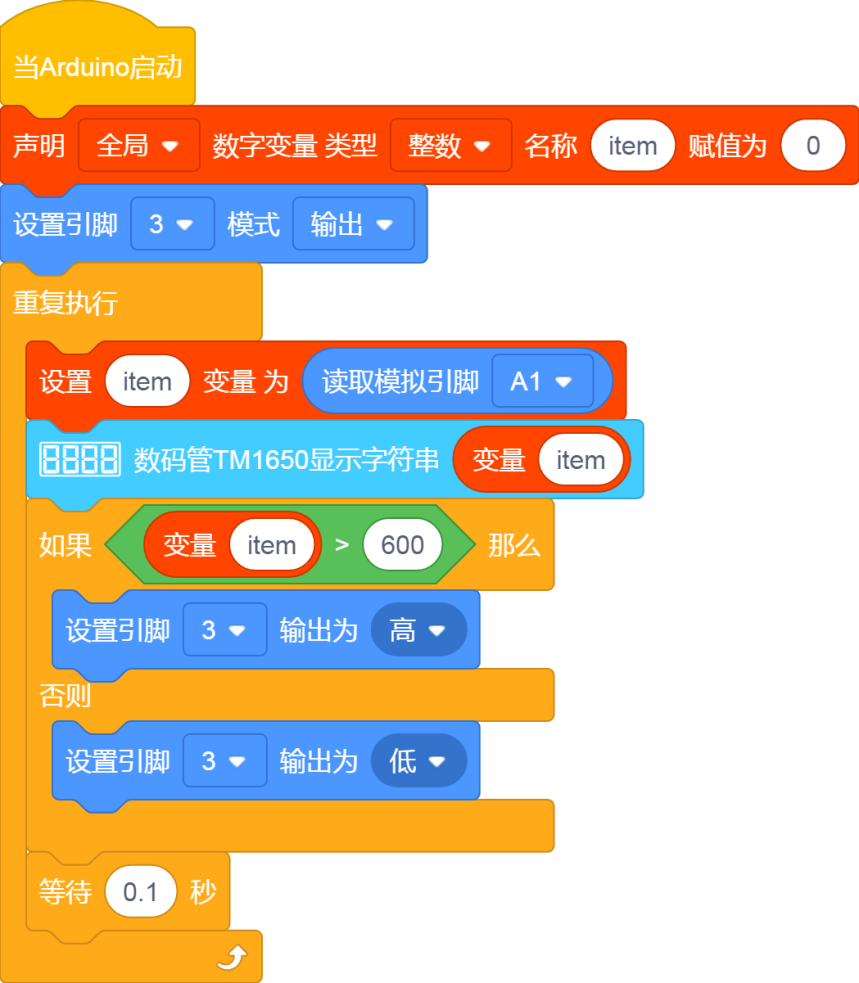 当Arduino启动
声明 全局 数字变量 类型 整数 名称 item 赋值为 0
设置引脚 3 模式 输出
重复执行
设置 item 变量 为 读取模拟引脚 A1
数码管TM1650显示字符串 变量 item
如果 变量 item > 600 那么
设置引脚 3 输出为 高
否则
设置引脚 3 输出为 低
等待 0.1 秒